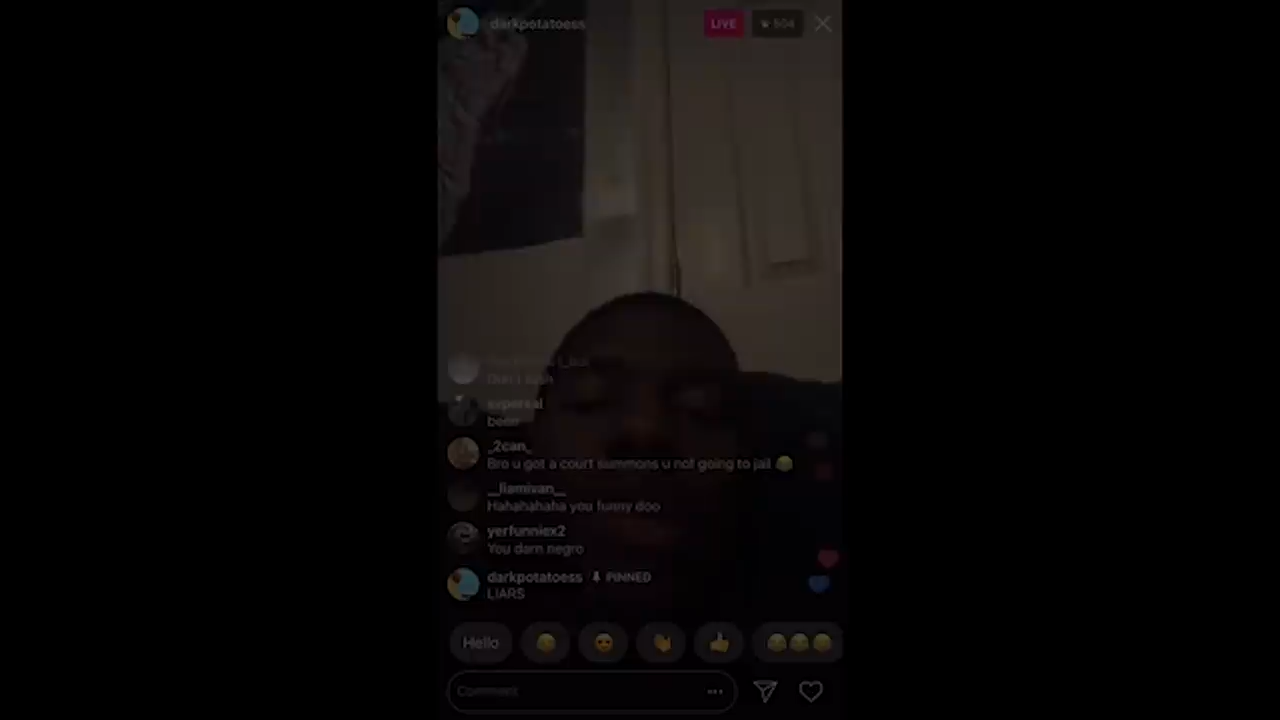 darkpotatoess
LIVE
504
_2can_
Bro u got a court summons u not going to jail 😂
__liamivan__
Hahahahaha you funny doo
yerfunniex2
You darn negro
darkpotatoess PINNED
LIARS
Hello
Comment